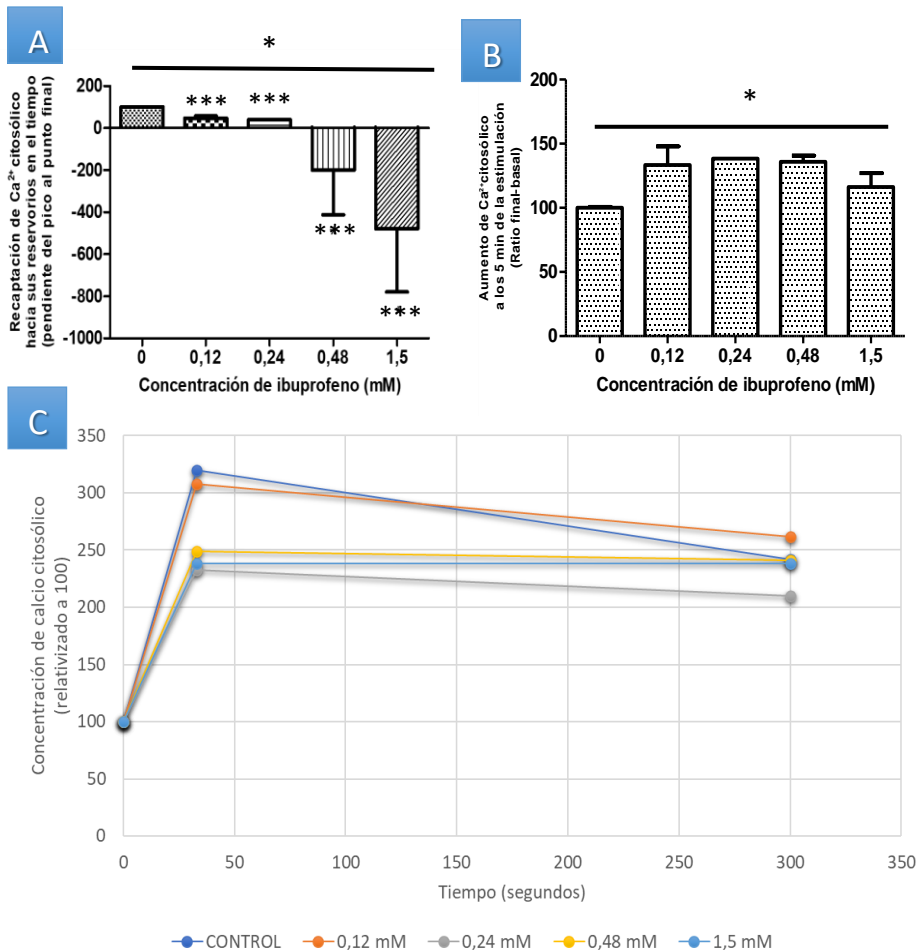 A
*
Recaptación de Ca²⁺ citosólico
hacia sus reservorios en el tiempo
(pendiente del pico al punto final)
200
0
-200
-400
-600
-800
-1000
***
***
***
***
0
0,12
0,24
0,48
1,5
Concentración de ibuprofeno (mM)
B
*
Aumento de Ca²⁺citosólico
a los 5 min de la estimulación
(Ratio final-basal)
200
150
100
50
0
0
0,12
0,24
0,48
1,5
Concentración de ibuprofeno (mM)
C
Concentración de calcio citosólico
(relativizado a 100)
350
300
250
200
150
100
50
0
0
50
100
150
200
250
300
350
Tiempo (segundos)
CONTROL
0,12 mM
0,24 mM
0,48 mM
1,5 mM